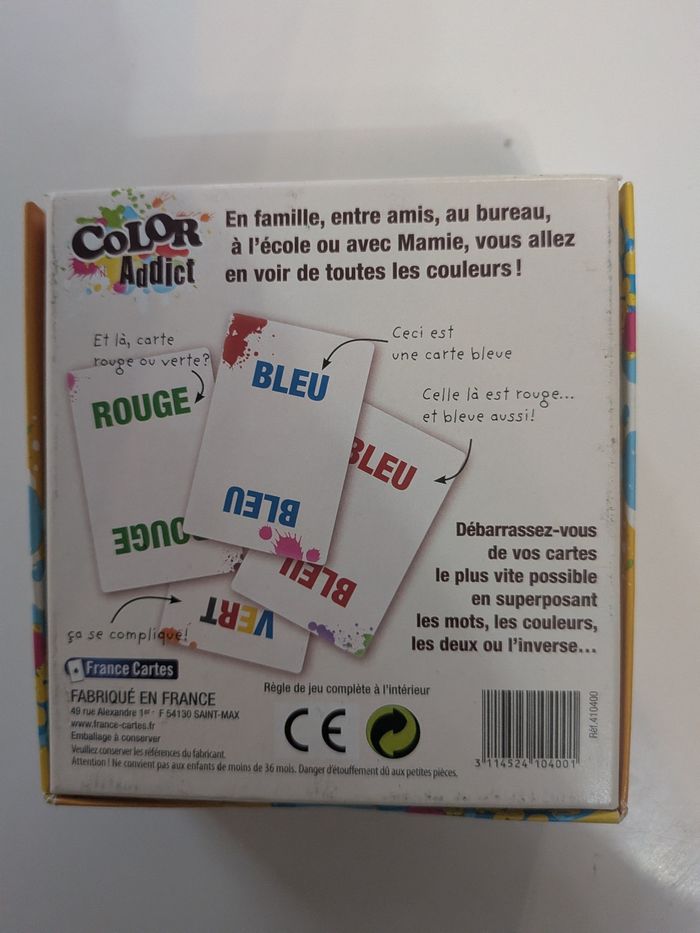 COLOR
Addict
En famille, entre amis, au bureau,
à l'école ou avec Mamie, vous allez
en voir de toutes les couleurs !
Et là, carte
rouge ou verte?
Ceci est
une carte bleue
Celle là est rouge...
et bleue aussi!
ROUGE
ROUGE
BLEU
BLEU
BLEU
BLEU
VERT
ça se complique!
Débarrassez-vous
de vos cartes
le plus vite possible
en superposant
les mots, les couleurs,
les deux ou l'inverse...
France Cartes
FABRIQUÉ EN FRANCE
49 rue Alexandre 1er - F 54130 SAINT-MAX
www.france-cartes.fr
Emballage à conserver
Veuillez conserver les références du fabricant.
Attention ! Ne convient pas aux enfants de moins de 36 mois. Danger d'étouffement dû aux petites pièces.
Règle de jeu complète à l'intérieur
CE
Réf.410400
3 114524 104001